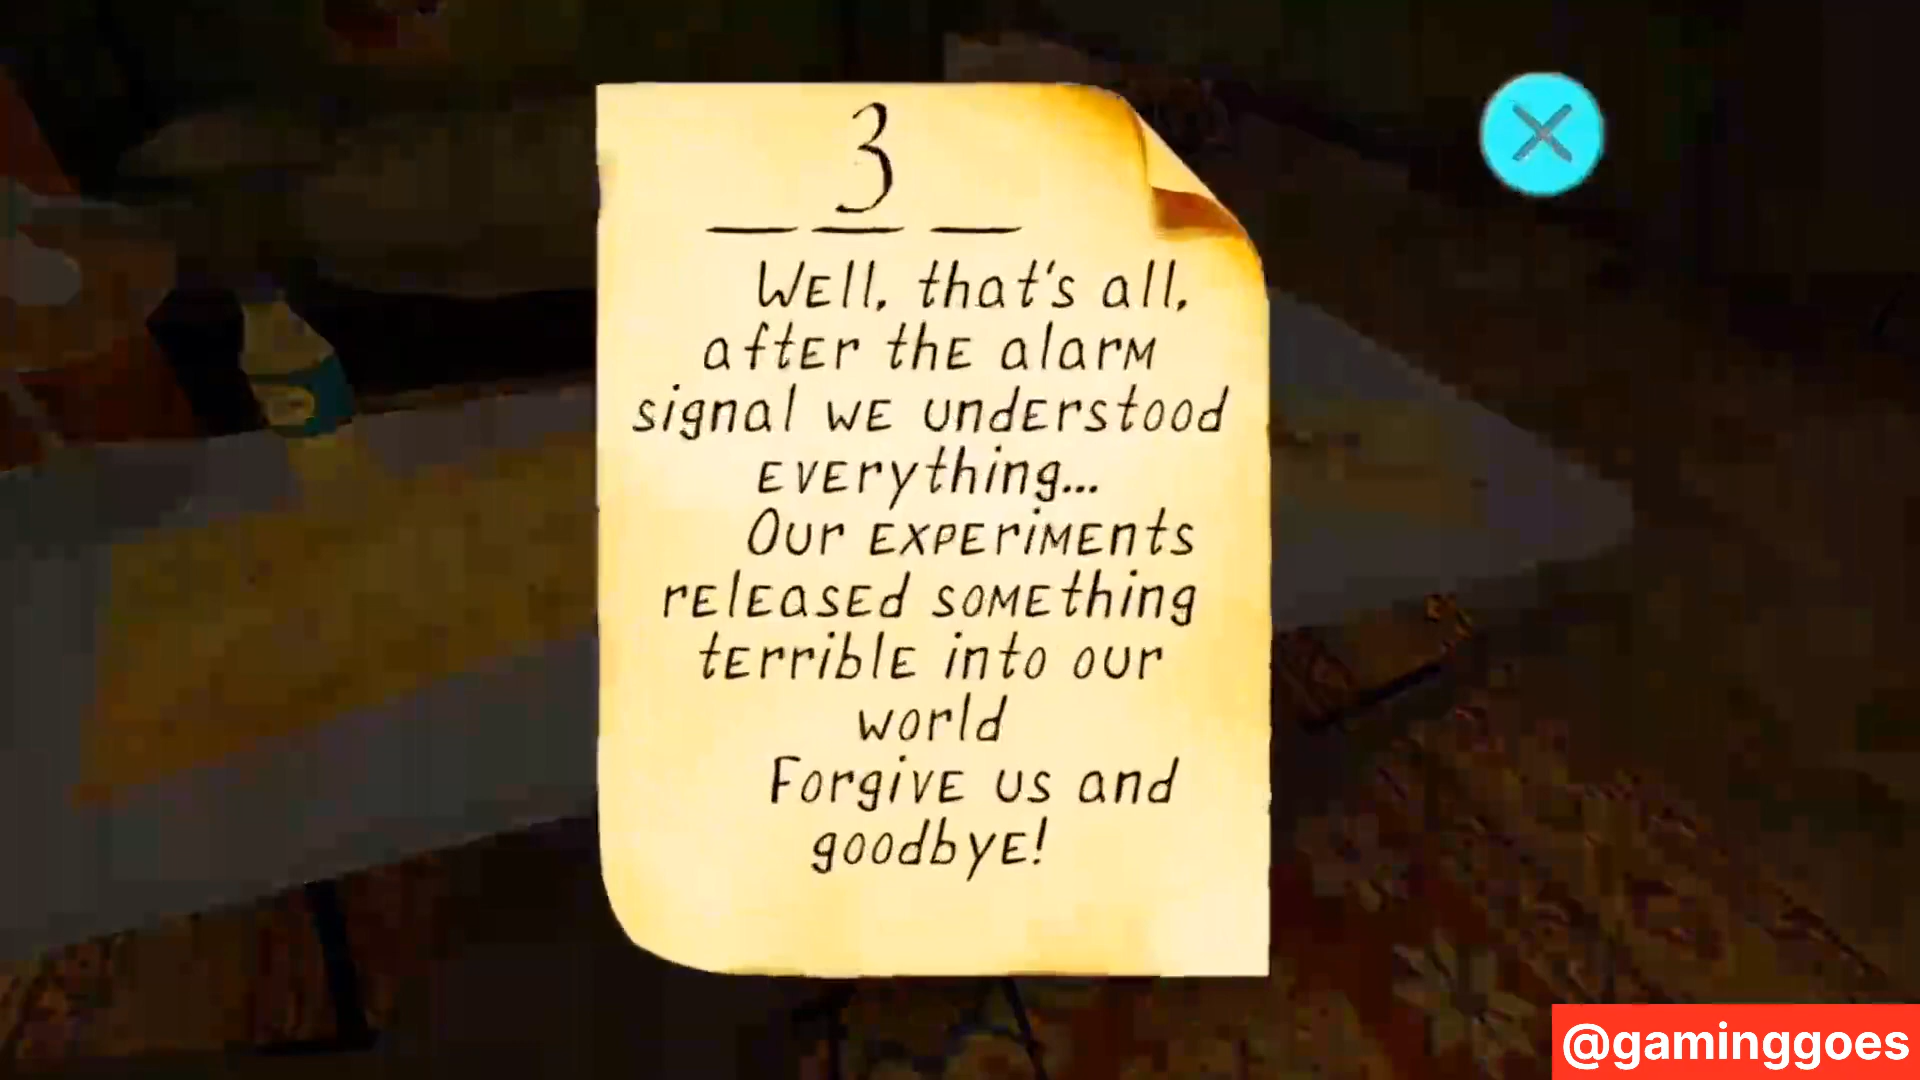 3
_ _ _
Well, that's all,
after the alarm
signal we understood
everything...
Our experiments
released something
terrible into our
world
Forgive us and
goodbye!
@gaminggoes